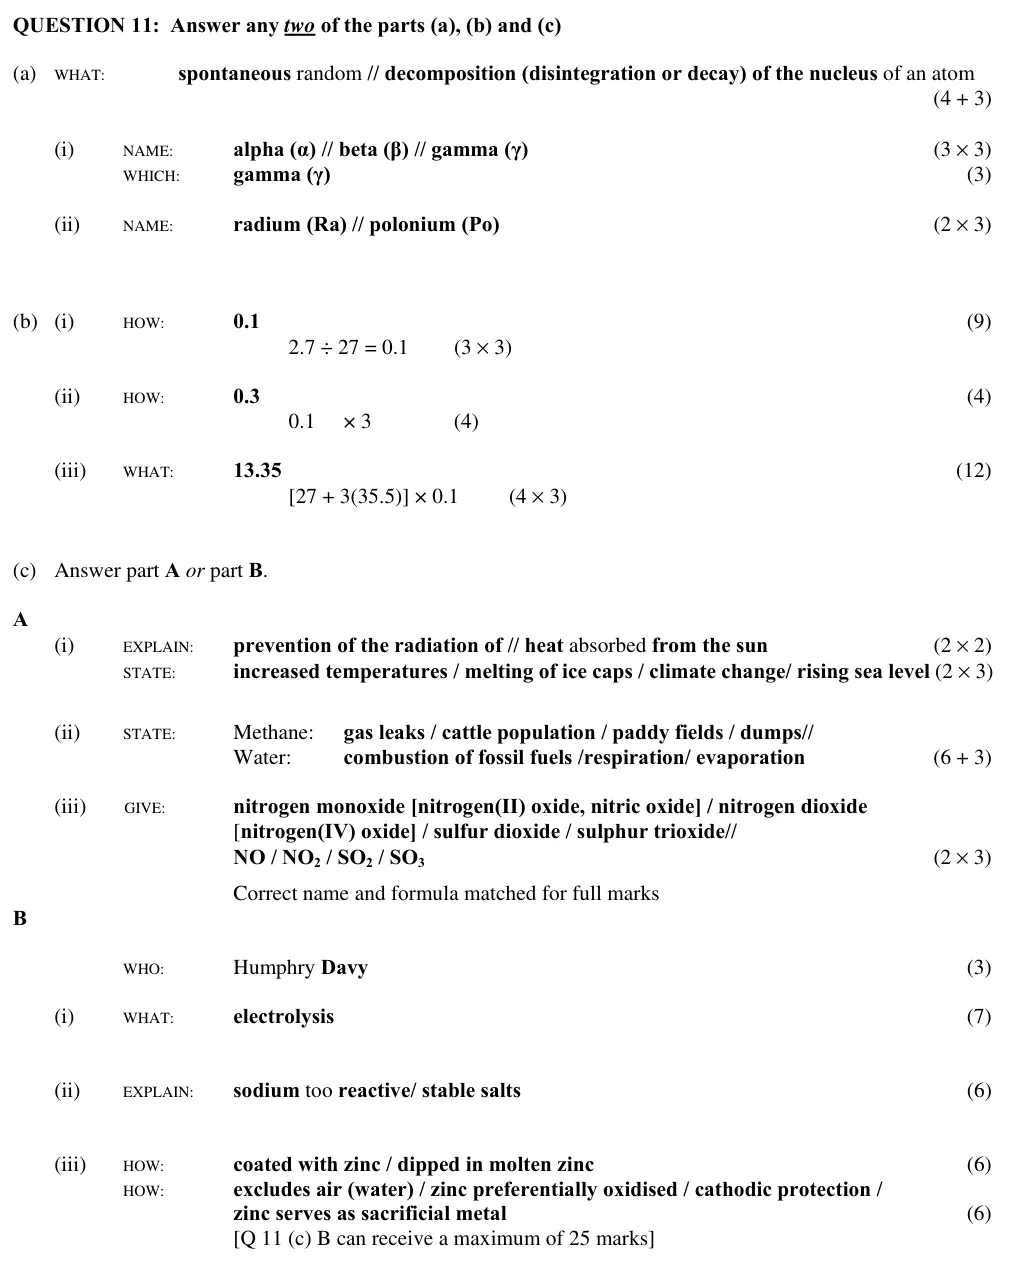 QUESTION 11: Answer any two of the parts (a), (b) and (c)
(a) WHAT: spontaneous random // decomposition (disintegration or decay) of the nucleus of an atom
(4 + 3)
(i) NAME: alpha (α) // beta (β) // gamma (γ) (3 × 3)
WHICH: gamma (γ) (3)
(ii) NAME: radium (Ra) // polonium (Po) (2 × 3)
(b) (i) HOW: 0.1 (9)
2.7 ÷ 27 = 0.1 (3 × 3)
(ii) HOW: 0.3 (4)
0.1 × 3 (4)
(iii) WHAT: 13.35 (12)
[27 + 3(35.5)] × 0.1 (4 × 3)
(c) Answer part A or part B.
A
(i) EXPLAIN: prevention of the radiation of // heat absorbed from the sun (2 × 2)
STATE: increased temperatures / melting of ice caps / climate change/ rising sea level (2 × 3)
(ii) STATE: Methane: gas leaks / cattle population / paddy fields / dumps//
Water: combustion of fossil fuels /respiration/ evaporation (6 + 3)
(iii) GIVE: nitrogen monoxide [nitrogen(II) oxide, nitric oxide] / nitrogen dioxide
[nitrogen(IV) oxide] / sulfur dioxide / sulphur trioxide//
NO / NO₂ / SO₂ / SO₃ (2 × 3)
Correct name and formula matched for full marks
B
WHO: Humphry Davy (3)
(i) WHAT: electrolysis (7)
(ii) EXPLAIN: sodium too reactive/ stable salts (6)
(iii) HOW: coated with zinc / dipped in molten zinc (6)
HOW: excludes air (water) / zinc preferentially oxidised / cathodic protection /
zinc serves as sacrificial metal (6)
[Q 11 (c) B can receive a maximum of 25 marks]